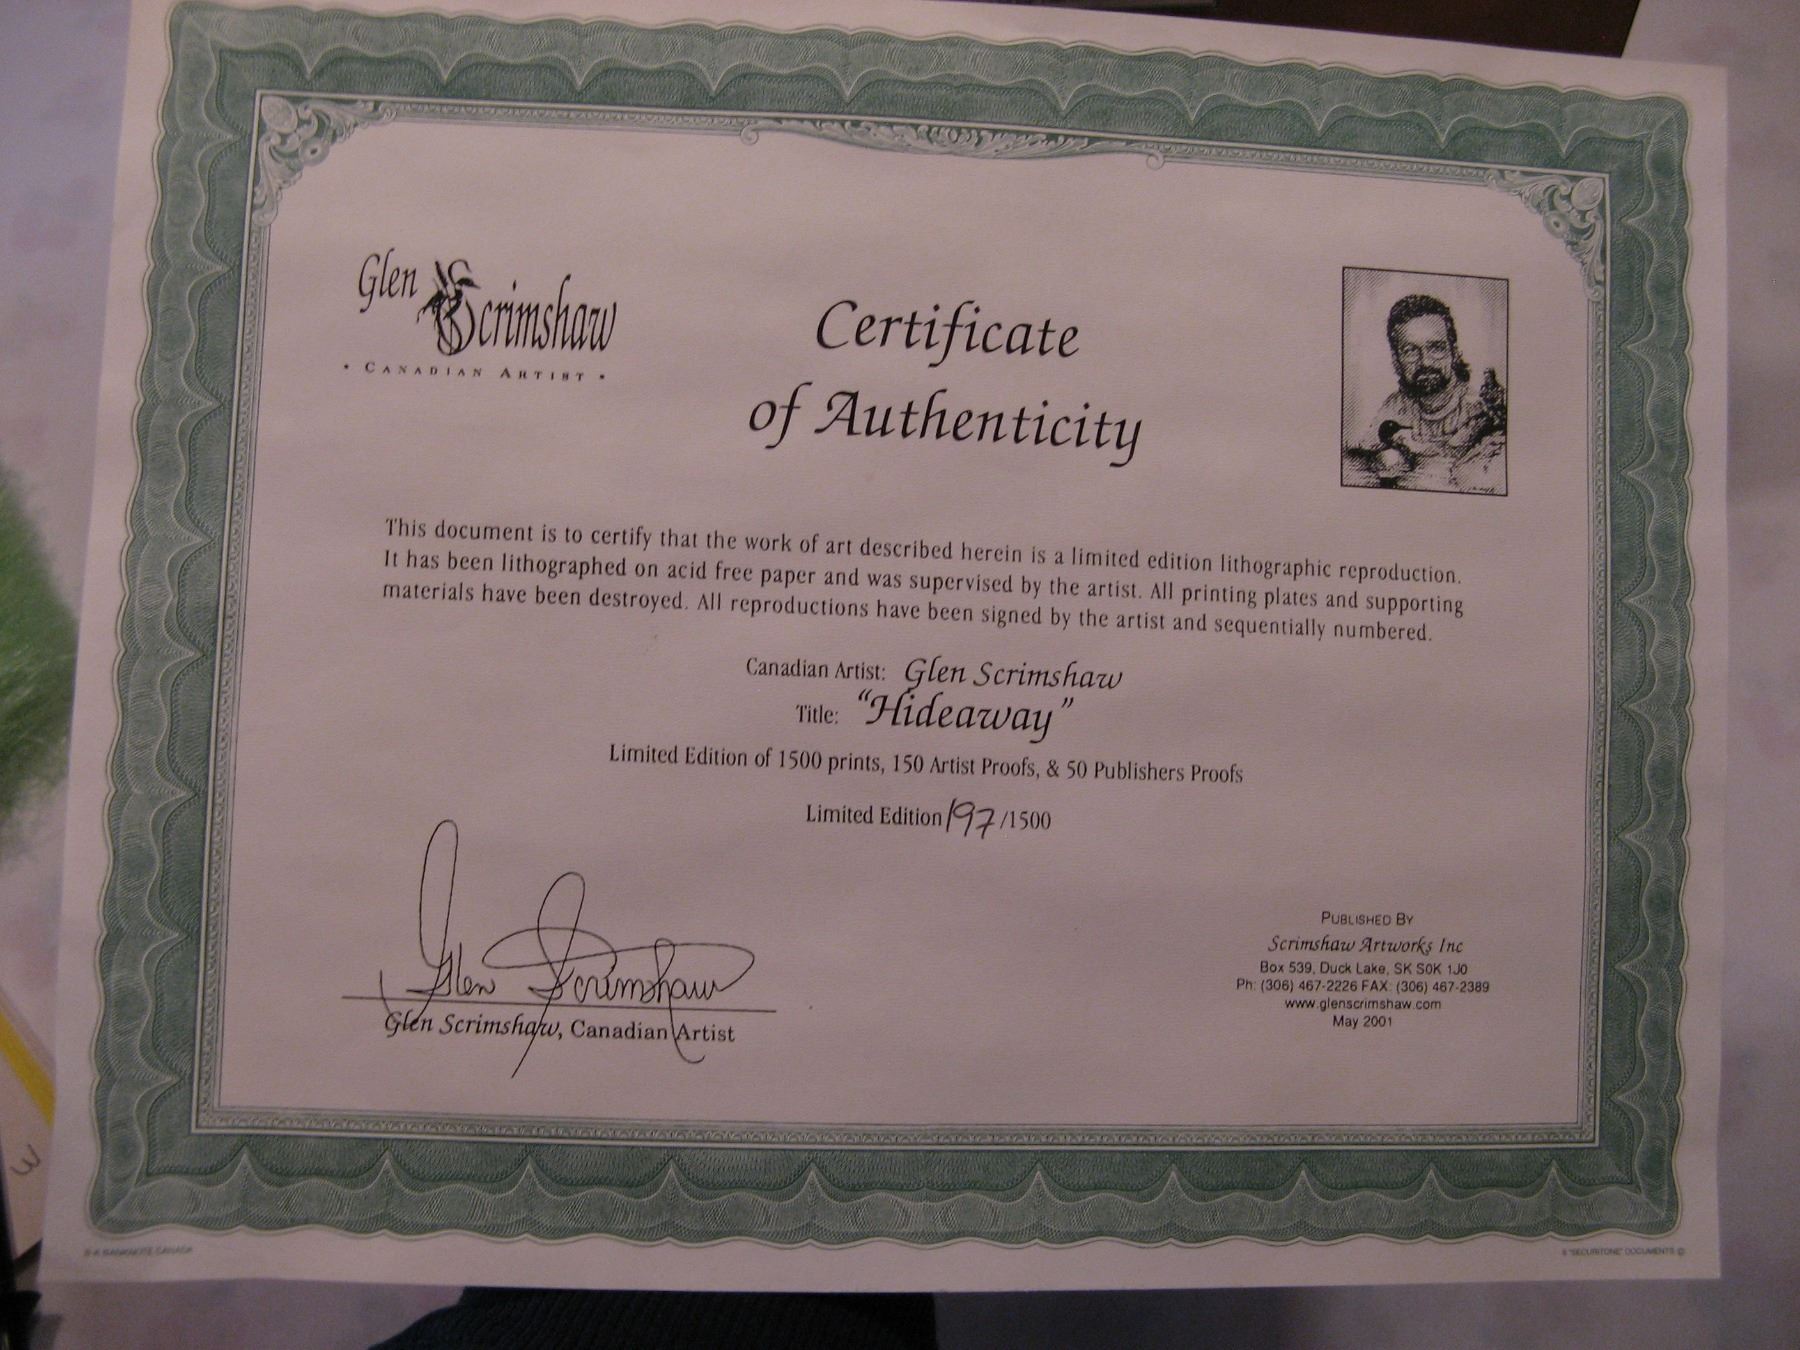 Glen Scrimshaw
• CANADIAN ARTIST •
Certificate
of Authenticity
This document is to certify that the work of art described herein is a limited edition lithographic reproduction.
It has been lithographed on acid free paper and was supervised by the artist. All printing plates and supporting
materials have been destroyed. All reproductions have been signed by the artist and sequentially numbered.
Canadian Artist: Glen Scrimshaw
Title: "Hideaway"
Limited Edition of 1500 prints, 150 Artist Proofs, & 50 Publishers Proofs
Limited Edition 197/1500
Glen Scrimshaw
Glen Scrimshaw, Canadian Artist
PUBLISHED BY
Scrimshaw Artworks Inc
Box 539, Duck Lake, SK S0K 1J0
Ph: (306) 467-2226 FAX: (306) 467-2389
www.glenscrimshaw.com
May 2001
BANKNOTE CANADA
"SECURITONE" DOCUMENTS ©